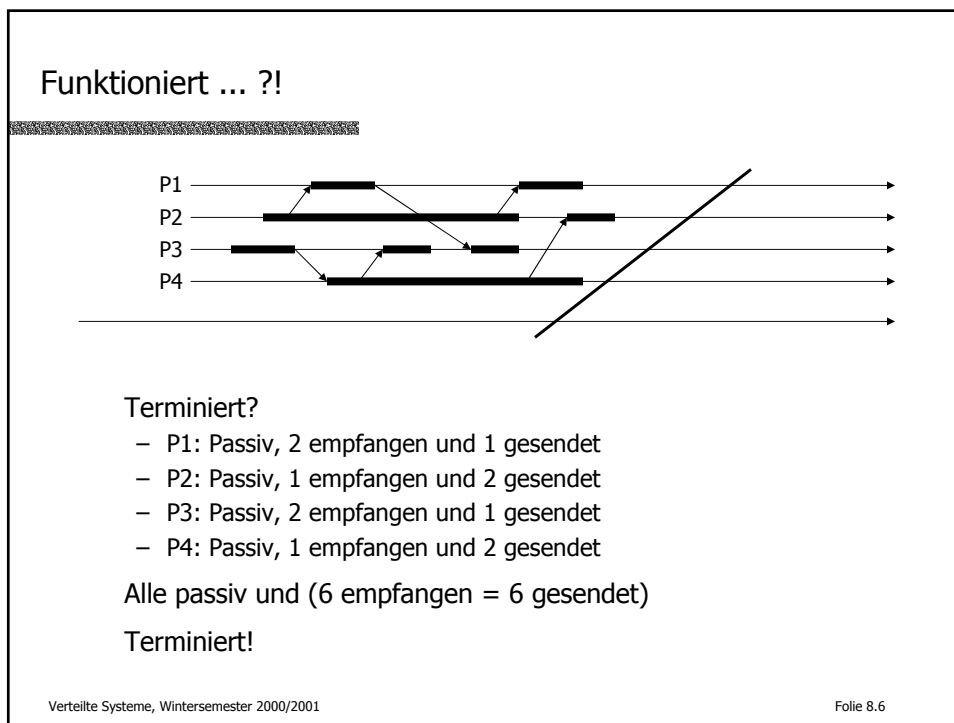 Funktioniert ... ?!
P1
P2
P3
P4
Terminiert?
– P1: Passiv, 2 empfangen und 1 gesendet
– P2: Passiv, 1 empfangen und 2 gesendet
– P3: Passiv, 2 empfangen und 1 gesendet
– P4: Passiv, 1 empfangen und 2 gesendet
Alle passiv und (6 empfangen = 6 gesendet)
Terminiert!
Verteilte Systeme, Wintersemester 2000/2001 Folie 8.6